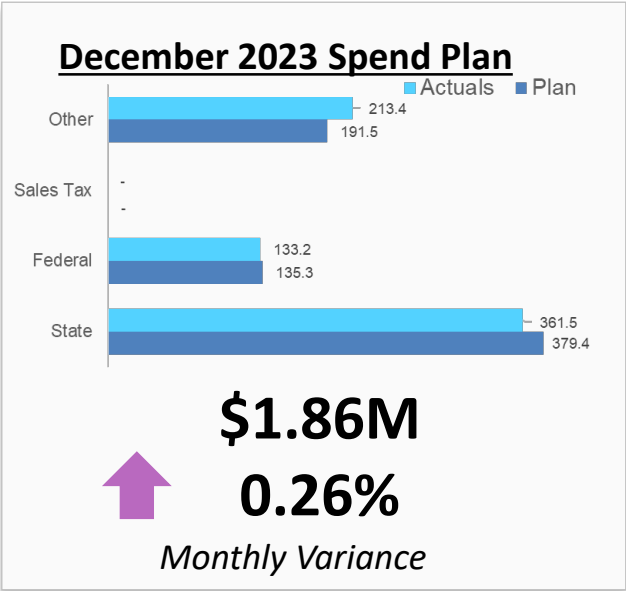 December 2023 Spend Plan
Actuals Plan
Other
213.4
191.5
Sales Tax
-
-
Federal
133.2
135.3
State
361.5
379.4
$1.86M
0.26%
Monthly Variance